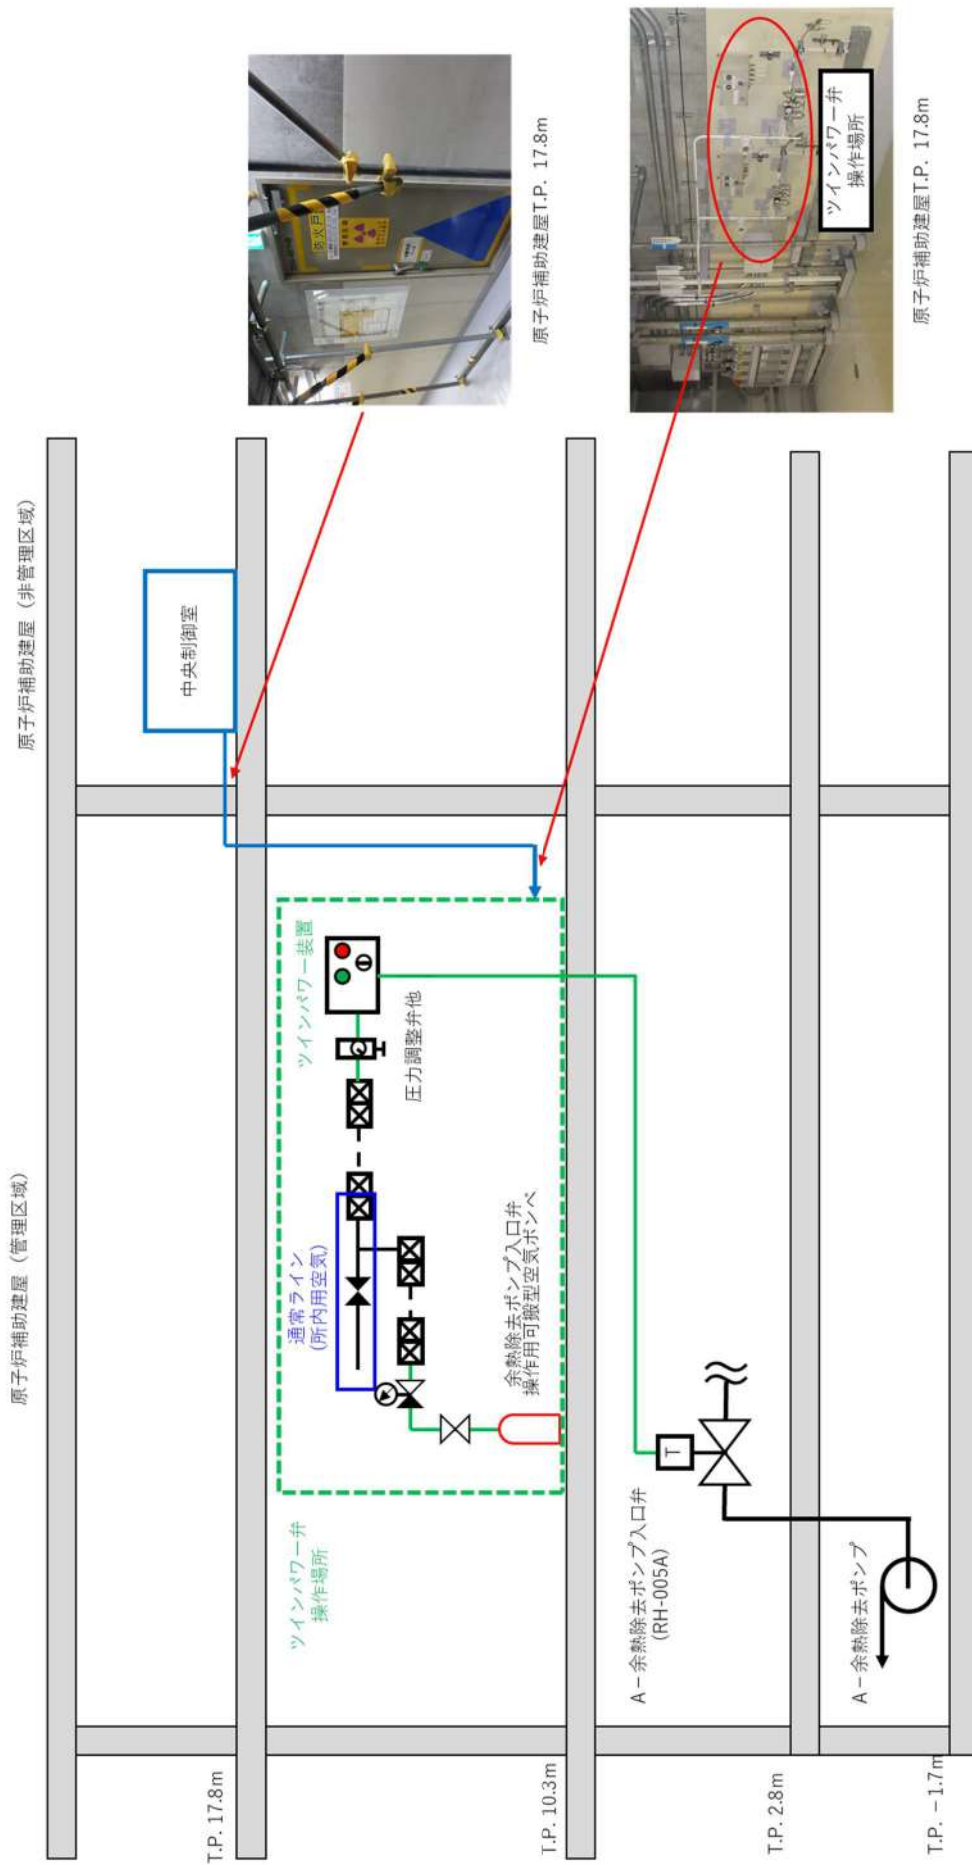 原子炉補助建屋（管理区域）
原子炉補助建屋（非管理区域）
T.P. 17.8m
中央制御室
ツインパワー弁
操作場所
通常ライン
(所内用空気)
ツインパワー装置
圧力調整弁他
余熱除去ポンプ入口弁
操作用可搬型空気ボンベ
T.P. 10.3m
A－余熱除去ポンプ入口弁
(RH-005A)
T
T.P. 2.8m
A－余熱除去ポンプ
T.P. －1.7m
防火戸
原子炉補助建屋T.P. 17.8m
ツインパワー弁
操作場所
原子炉補助建屋T.P. 17.8m